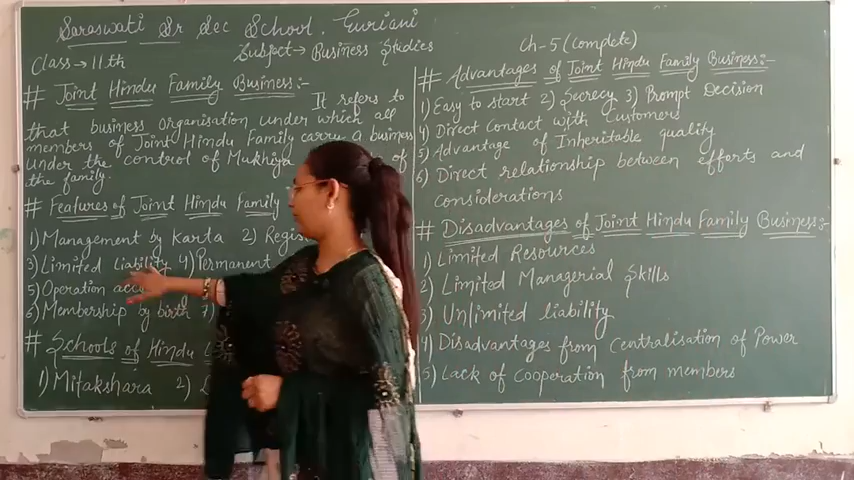 Saraswati Sr Sec School, Guriani
Class→11th Subject→Business Studies Ch-5 (Complete)
# Joint Hindu Family Business:-
It refers to
that business Organisation under which all
members of Joint Hindu Family carry a business
under the control of Mukhiya of
the family.
# Features of Joint Hindu Family
1) Management by Karta 2)
3) Limited liability 4) Permanent
5) Operation
6) Membership by birth 7)
# Schools of Hindu
1) Mitakshara 2)
# Advantages of Joint Hindu Family Business:-
1) Easy to start 2) Secrecy 3) Prompt Decision
4) Direct Contact with Customers
5) Advantage of Inheritable quality
6) Direct relationship between efforts and
considerations
# Disadvantages of Joint Hindu Family Business:-
1) Limited Resources
2) Limited Managerial Skills
3) Unlimited liability
4) Disadvantages from Centralisation of Power
5) Lack of Cooperation from members